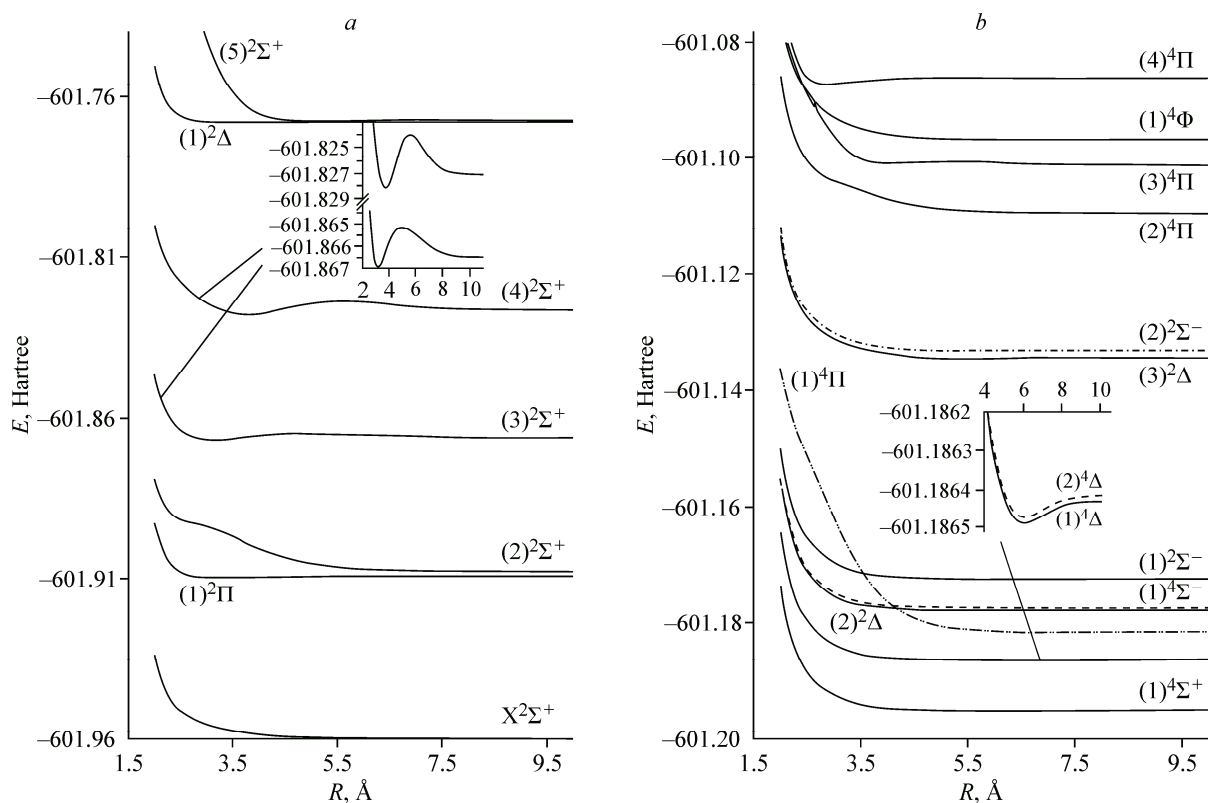 a
(5)²Σ⁺
–601.76
(1)²Δ
–601.825
–601.827
–601.829
–601.865
–601.866
–601.867
2 4 6 8 10
–601.81
(4)²Σ⁺
E, Hartree
–601.86
(3)²Σ⁺
(2)²Σ⁺
–601.91
(1)²Π
X²Σ⁺
–601.96
1.5 3.5 5.5 7.5 9.5
R, Å
b
–601.08
(4)⁴Π
(1)⁴Φ
–601.10
(3)⁴Π
(2)⁴Π
–601.12
(2)²Σ⁻
(3)²Δ
–601.14
(1)⁴Π
4 6 8 10
–601.1862
–601.1863
–601.1864
–601.1865
(2)⁴Δ
(1)⁴Δ
E, Hartree
–601.16
(1)²Σ⁻
(1)⁴Σ⁻
(2)²Δ
–601.18
(1)⁴Σ⁺
–601.20
1.5 3.5 5.5 7.5 9.5
R, Å